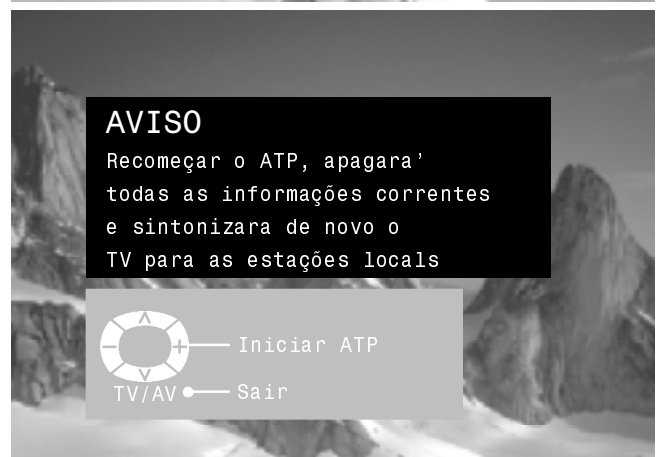 AVISO
Recomeçar o ATP, apagara’
todas as informações correntes
e sintonizara de novo o
TV para as estações locals
Iniciar ATP
TV/AV Sair